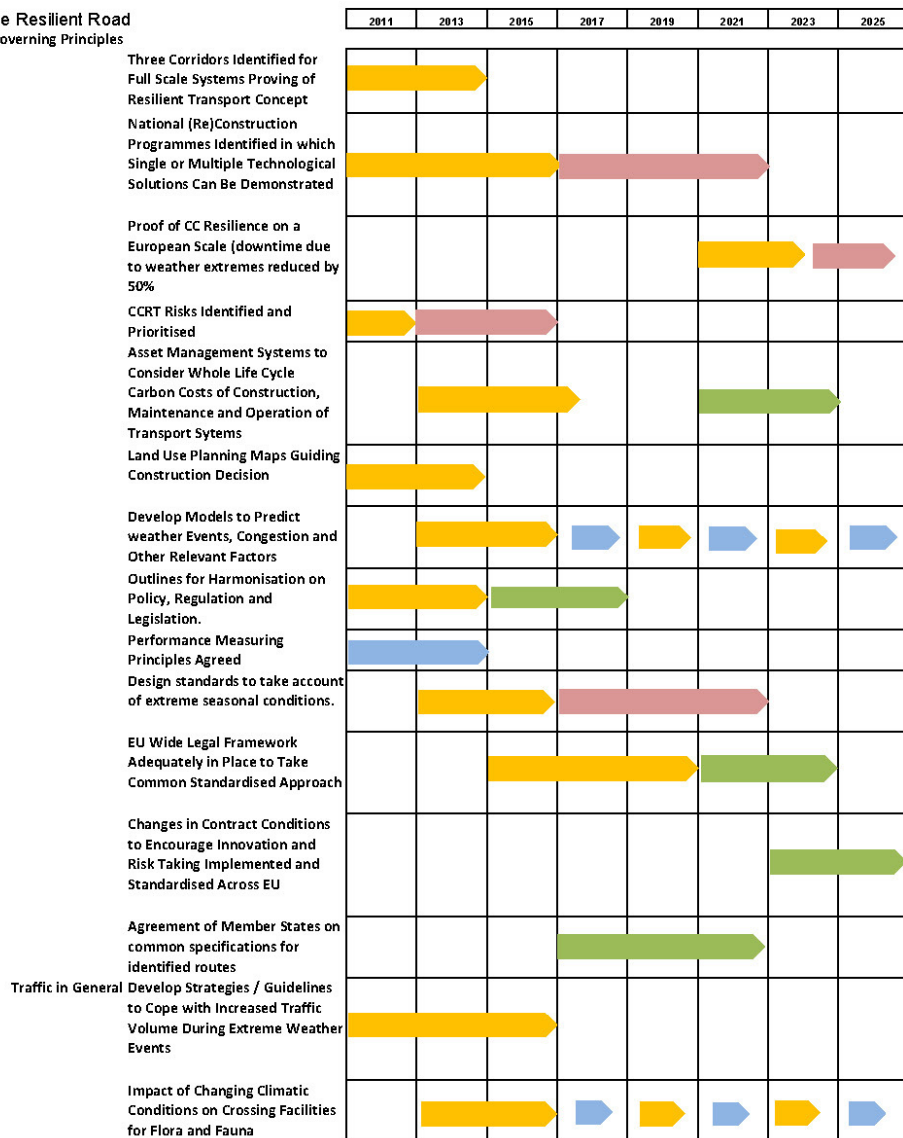 e Resilient Road
overning Principles
2011 2013 2015 2017 2019 2021 2023 2025
Three Corridors Identified for
Full Scale Systems Proving of
Resilient Transport Concept
National (Re)Construction
Programmes Identified in which
Single or Multiple Technological
Solutions Can Be Demonstrated
Proof of CC Resilience on a
European Scale (downtime due
to weather extremes reduced by
50%
CCRT Risks Identified and
Prioritised
Asset Management Systems to
Consider Whole Life Cycle
Carbon Costs of Construction,
Maintenance and Operation of
Transport Sytems
Land Use Planning Maps Guiding
Construction Decision
Develop Models to Predict
weather Events, Congestion and
Other Relevant Factors
Outlines for Harmonisation on
Policy, Regulation and
Legislation.
Performance Measuring
Principles Agreed
Design standards to take account
of extreme seasonal conditions.
EU Wide Legal Framework
Adequately in Place to Take
Common Standardised Approach
Changes in Contract Conditions
to Encourage Innovation and
Risk Taking Implemented and
Standardised Across EU
Agreement of Member States on
common specifications for
identified routes
Traffic in General Develop Strategies / Guidelines
to Cope with Increased Traffic
Volume During Extreme Weather
Events
Impact of Changing Climatic
Conditions on Crossing Facilities
for Flora and Fauna